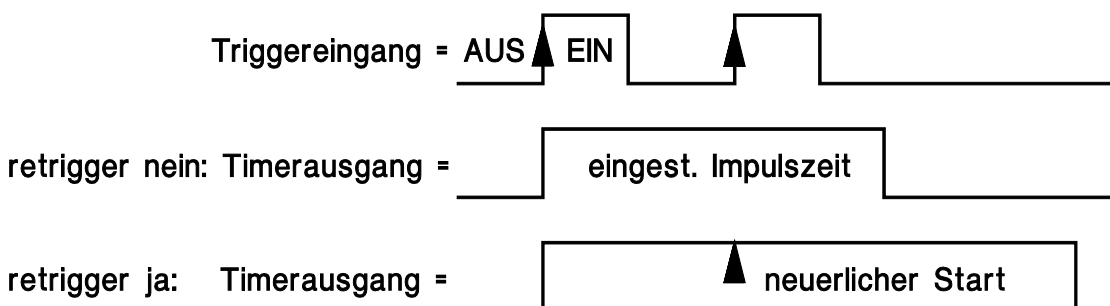 Triggereingang = AUS EIN
retrigger nein: Timerausgang = eingest. Impulszeit
retrigger ja: Timerausgang = neuerlicher Start